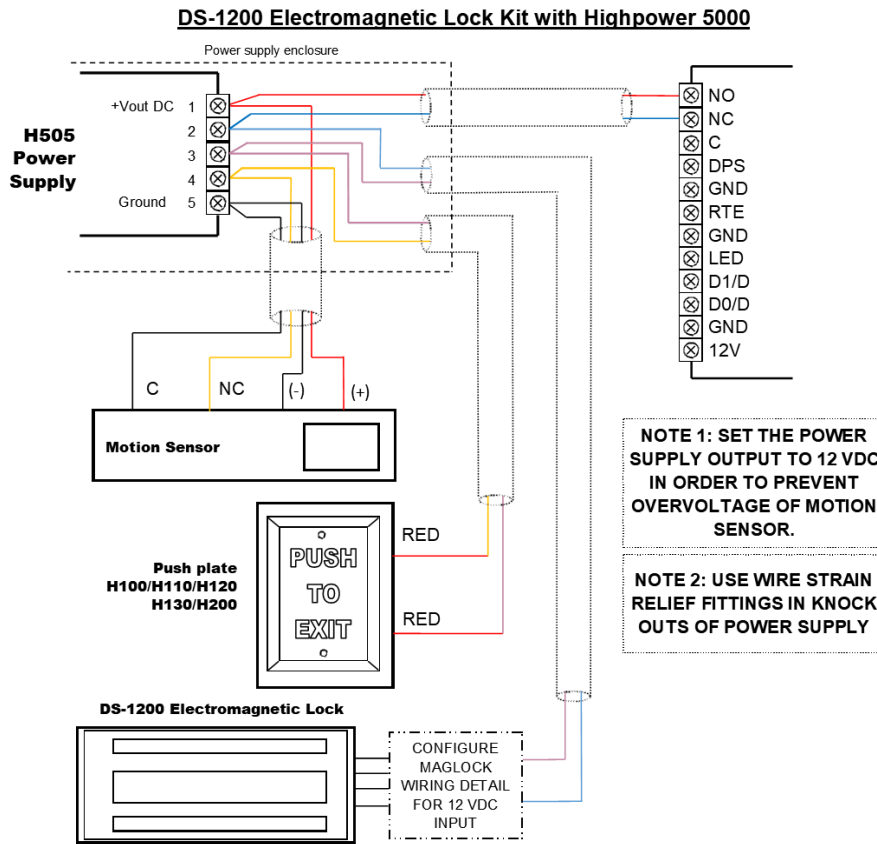 DS-1200 Electromagnetic Lock Kit with Highpower 5000
Power supply enclosure
H505
Power
Supply
+Vout DC 1
2
3
4
Ground 5
NO
NC
C
DPS
GND
RTE
GND
LED
D1/D
D0/D
GND
12V
C NC (-) (+)
Motion Sensor
NOTE 1: SET THE POWER
SUPPLY OUTPUT TO 12 VDC
IN ORDER TO PREVENT
OVERVOLTAGE OF MOTION
SENSOR.
NOTE 2: USE WIRE STRAIN
RELIEF FITTINGS IN KNOCK
OUTS OF POWER SUPPLY
Push plate
H100/H110/H120
H130/H200
PUSH
TO
EXIT
RED
RED
DS-1200 Electromagnetic Lock
CONFIGURE
MAGLOCK
WIRING DETAIL
FOR 12 VDC
INPUT